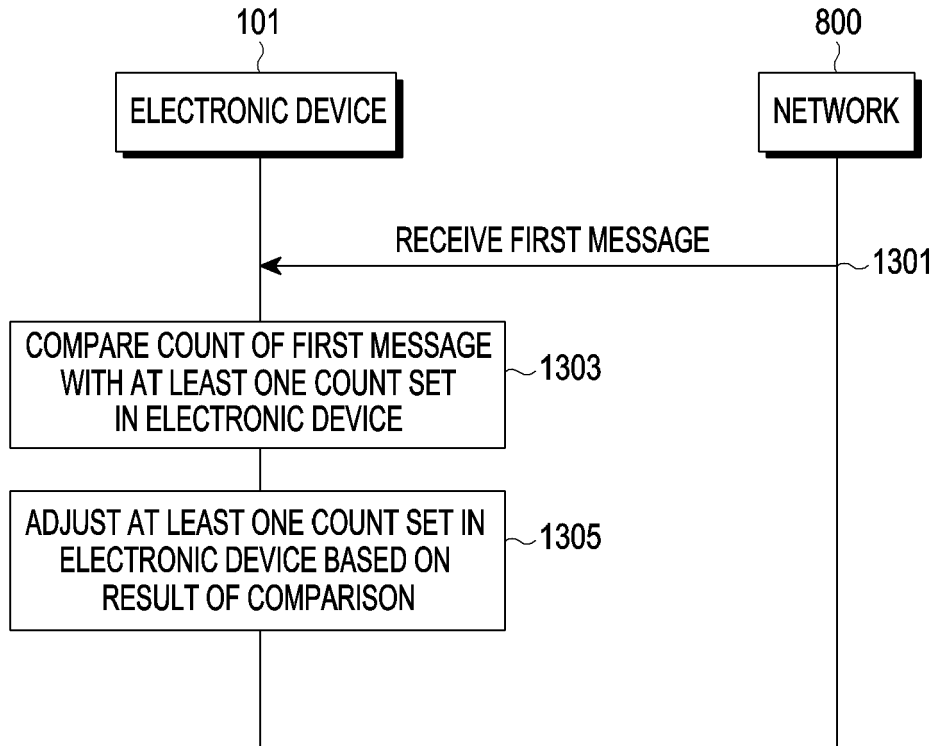 101
800
ELECTRONIC DEVICE
NETWORK
RECEIVE FIRST MESSAGE
1301
COMPARE COUNT OF FIRST MESSAGE
WITH AT LEAST ONE COUNT SET
IN ELECTRONIC DEVICE
1303
ADJUST AT LEAST ONE COUNT SET IN
ELECTRONIC DEVICE BASED ON
RESULT OF COMPARISON
1305